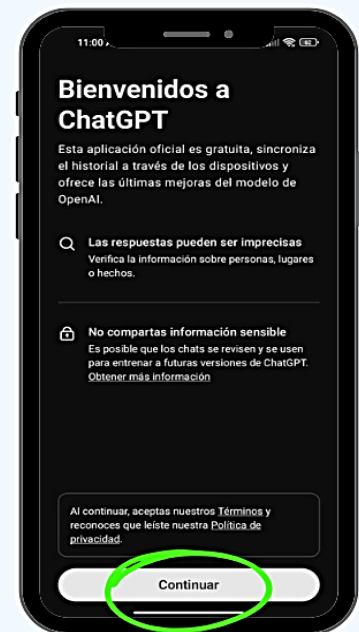 11:00
Bienvenidos a
ChatGPT
Esta aplicación oficial es gratuita, sincroniza
el historial a través de los dispositivos y
ofrece las últimas mejoras del modelo de
OpenAI.
Las respuestas pueden ser imprecisas
Verifica la información sobre personas, lugares
o hechos.
No compartas información sensible
Es posible que los chats se revisen y se usen
para entrenar a futuras versiones de ChatGPT.
Obtener más información
Al continuar, aceptas nuestros Términos y
reconoces que leíste nuestra Política de
privacidad.
Continuar